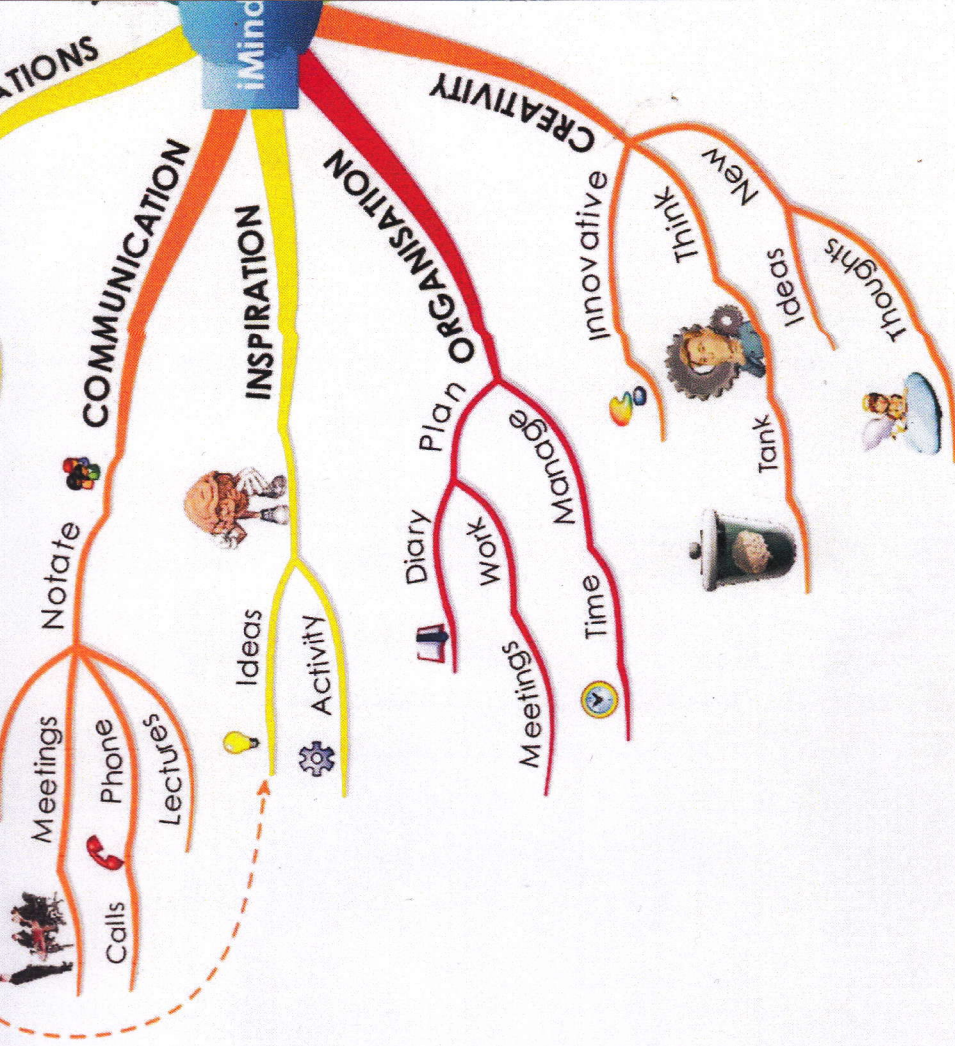 iMind
ATIONS
COMMUNICATION
Notate
Meetings
Phone
Calls
Lectures
INSPIRATION
Ideas
Activity
ORGANISATION
Plan
Diary
Work
Meetings
Manage
Time
CREATIVITY
Innovative
Think
Tank
New
Ideas
Thoughts